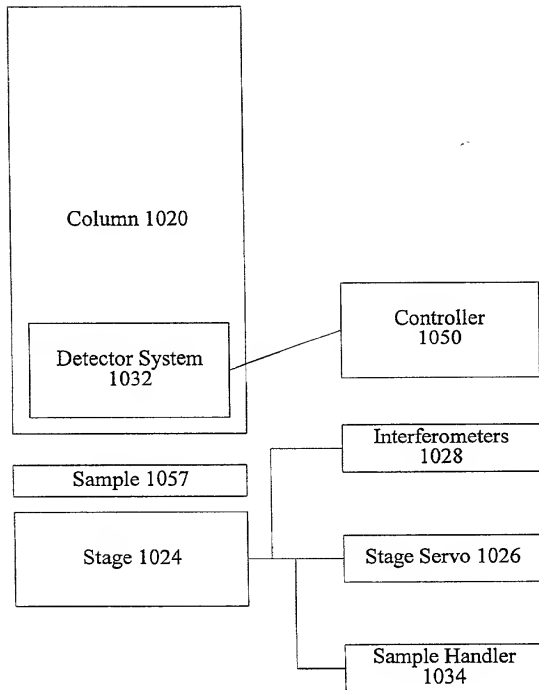 Column 1020
Detector System
1032
Controller
1050
Interferometers
1028
Sample 1057
Stage 1024
Stage Servo 1026
Sample Handler
1034